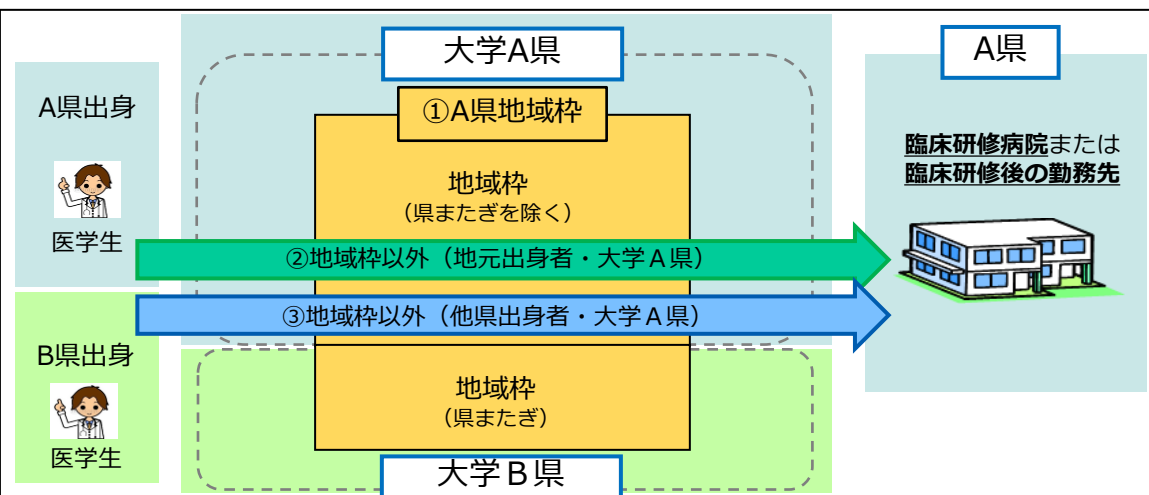 大学A県
A県
A県出身
①A県地域枠
臨床研修病院または
臨床研修後の勤務先
地域枠
（県またぎを除く）
医学生
②地域枠以外（地元出身者・大学Ａ県）
③地域枠以外（他県出身者・大学Ａ県）
B県出身
地域枠
（県またぎ）
医学生
大学Ｂ県